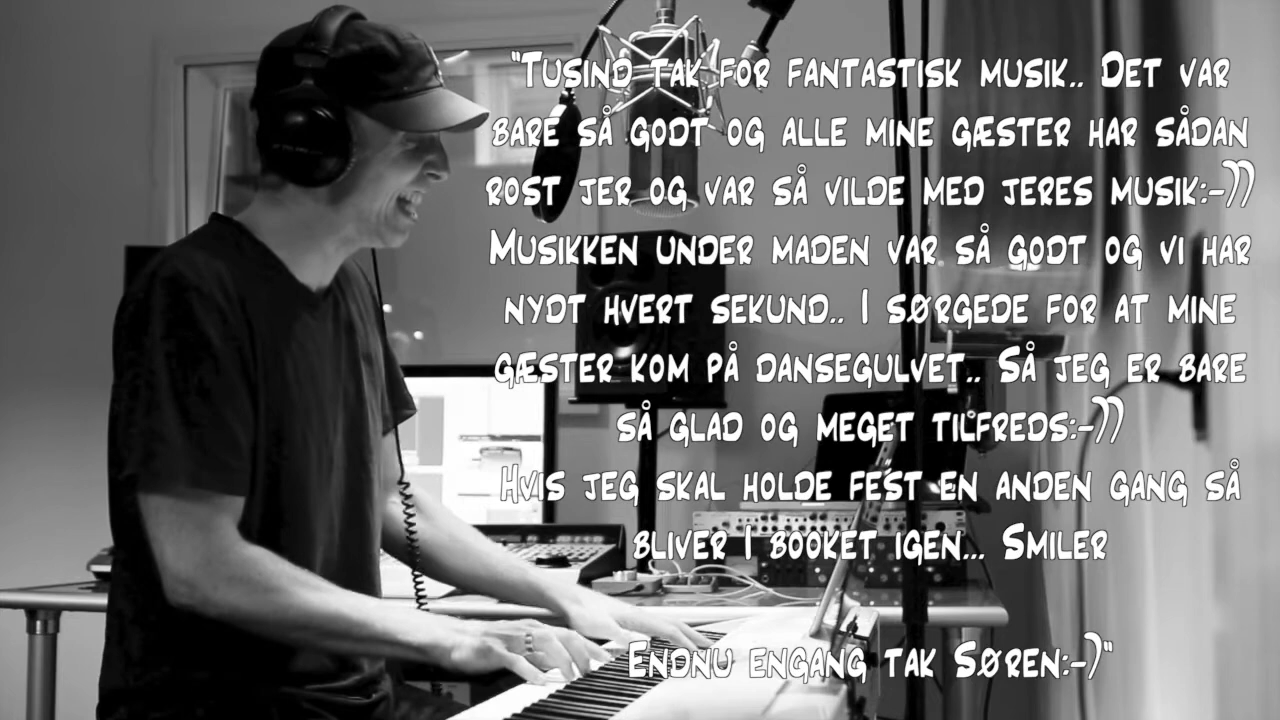 "Tusind tak for fantastisk musik.. Det var
bare så godt og alle mine gæster har sådan
rost jer og var så vilde med jeres musik:-))
Musikken under maden var så godt og vi har
nydt hvert sekund.. I sørgede for at mine
gæster kom på dansegulvet.. Så jeg er bare
så glad og meget tilfreds:-))
Hvis jeg skal holde fest en anden gang så
bliver I booket igen... Smiler
Endnu engang tak Søren:-)"